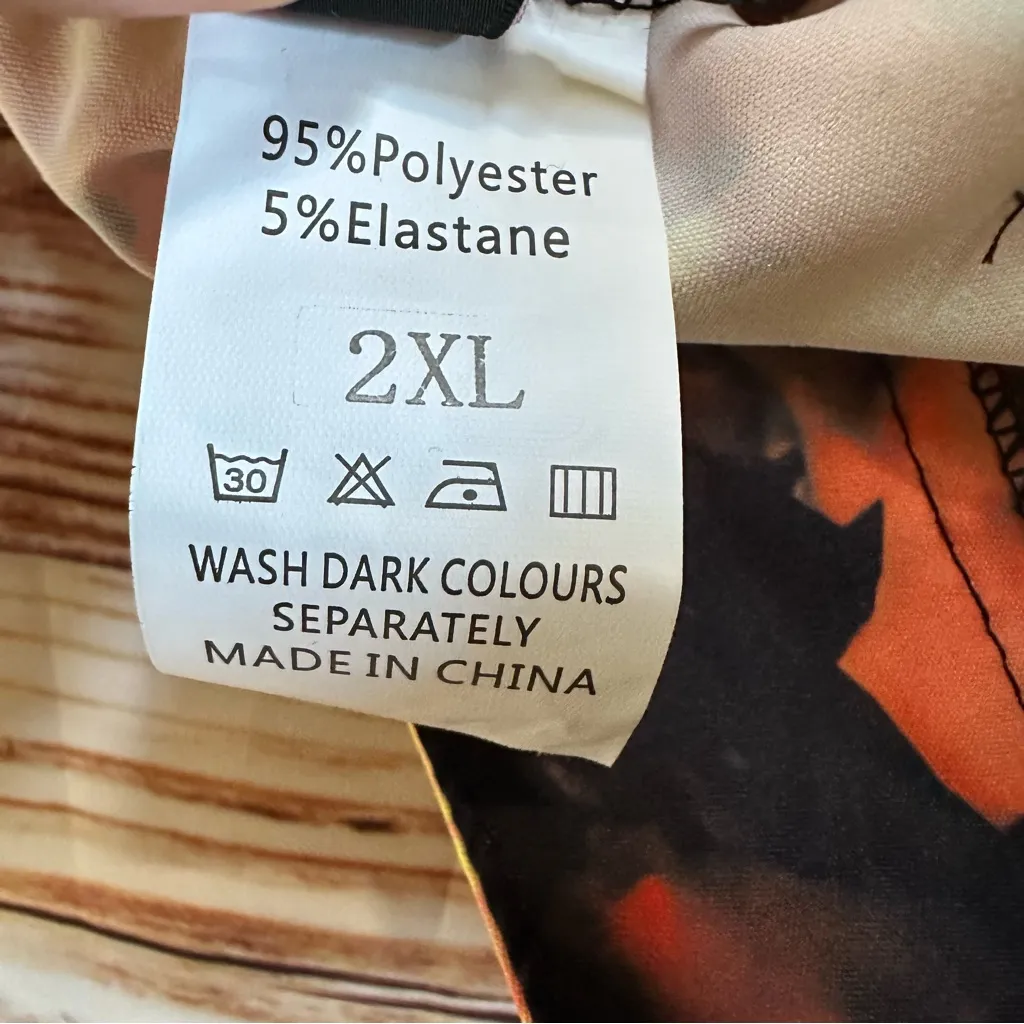 95%Polyester
5%Elastane
2XL
30
WASH DARK COLOURS
SEPARATELY
MADE IN CHINA